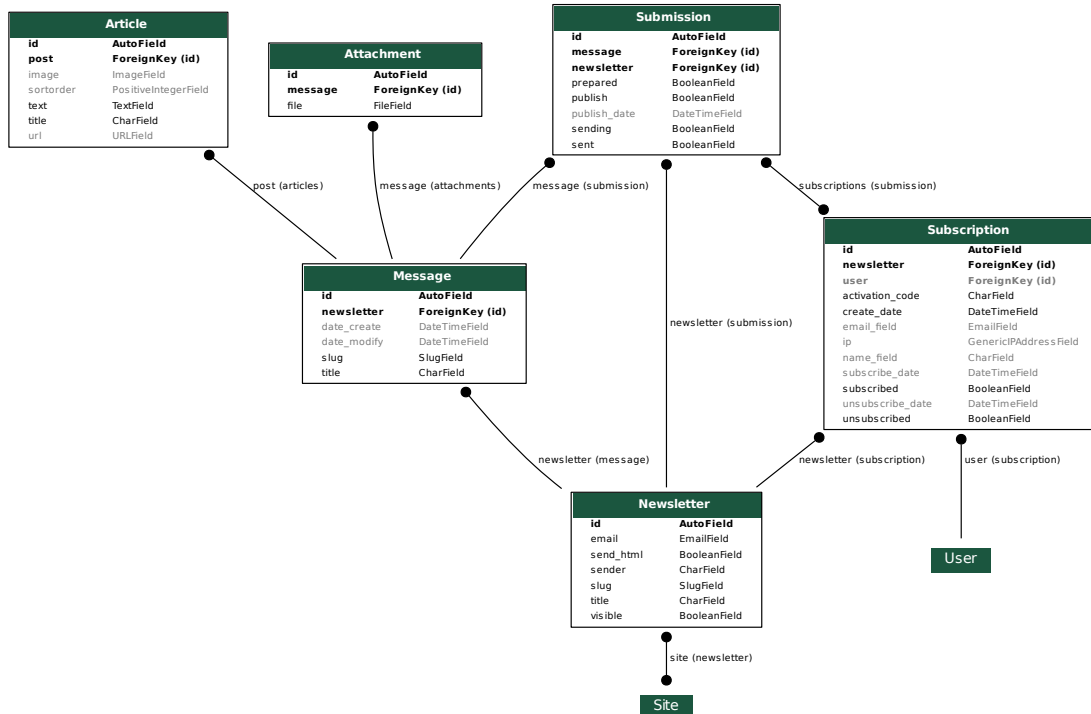 Article
id AutoField
post ForeignKey (id)
image ImageField
sortorder PositiveIntegerField
text TextField
title CharField
url URLField
Attachment
id AutoField
message ForeignKey (id)
file FileField
Submission
id AutoField
message ForeignKey (id)
newsletter ForeignKey (id)
prepared BooleanField
publish BooleanField
publish_date DateTimeField
sending BooleanField
sent BooleanField
post (articles)
message (attachments)
message (submission)
subscriptions (submission)
Subscription
id AutoField
newsletter ForeignKey (id)
user ForeignKey (id)
activation_code CharField
create_date DateTimeField
email_field EmailField
ip GenericIPAddressField
name_field CharField
subscribe_date DateTimeField
subscribed BooleanField
unsubscribe_date DateTimeField
unsubscribed BooleanField
Message
id AutoField
newsletter ForeignKey (id)
date_create DateTimeField
date_modify DateTimeField
slug SlugField
title CharField
newsletter (submission)
newsletter (message)
newsletter (subscription)
user (subscription)
Newsletter
id AutoField
email EmailField
send_html BooleanField
sender CharField
slug SlugField
title CharField
visible BooleanField
User
site (newsletter)
Site